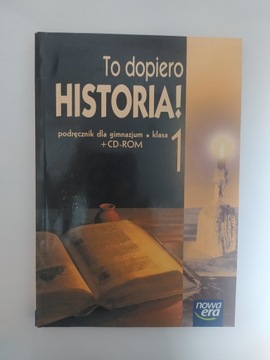 To dopiero
HISTORIA!
podręcznik dla gimnazjum • klasa 1
+CD-ROM
nowa
era